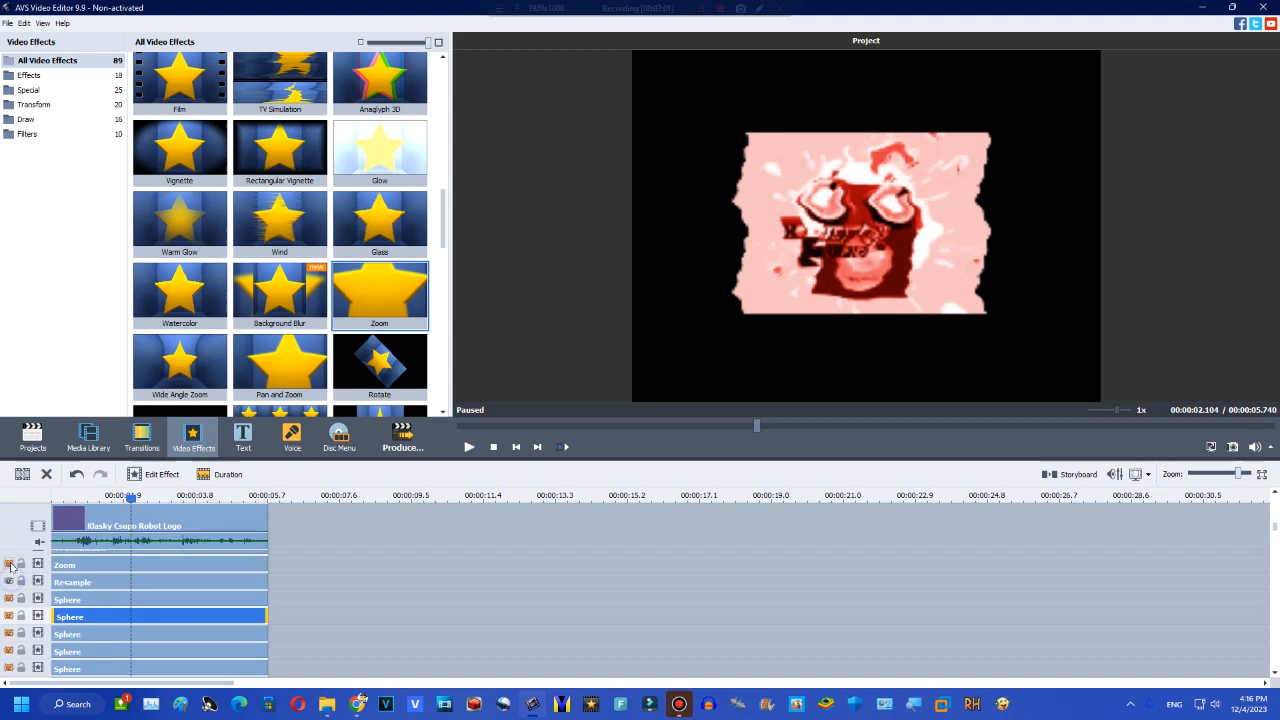 AVS Video Editor 9.9 - Non-activated
1920x1080
Recording [00:07:01]
File Edit View Help
Video Effects
All Video Effects
Project
All Video Effects 89
Effects 18
Special 25
Transform 20
Draw 16
Filters 10
Film
TV Simulation
Anaglyph 3D
Vignette
Rectangular Vignette
Glow
Warm Glow
Wind
Glass
new
Watercolor
Background Blur
Zoom
Wide Angle Zoom
Pan and Zoom
Rotate
Paused
1x
00:00:02.104 / 00:00:05.740
Projects
Media Library
Transitions
Video Effects
Text
Voice
Disc Menu
Produce...
Edit Effect
Duration
Storyboard
Zoom:
00:00:03.8 00:00:05.7 00:00:07.6 00:00:09.5 00:00:11.4 00:00:13.3 00:00:15.2 00:00:17.1 00:00:19.0 00:00:21.0 00:00:22.9 00:00:24.8 00:00:26.7 00:00:28.6 00:00:30.5
Klasky Csupo Robot Logo
Zoom
Resample
Sphere
Sphere
Sphere
Sphere
Sphere
Search
1
ENG
4:16 PM
12/4/2023